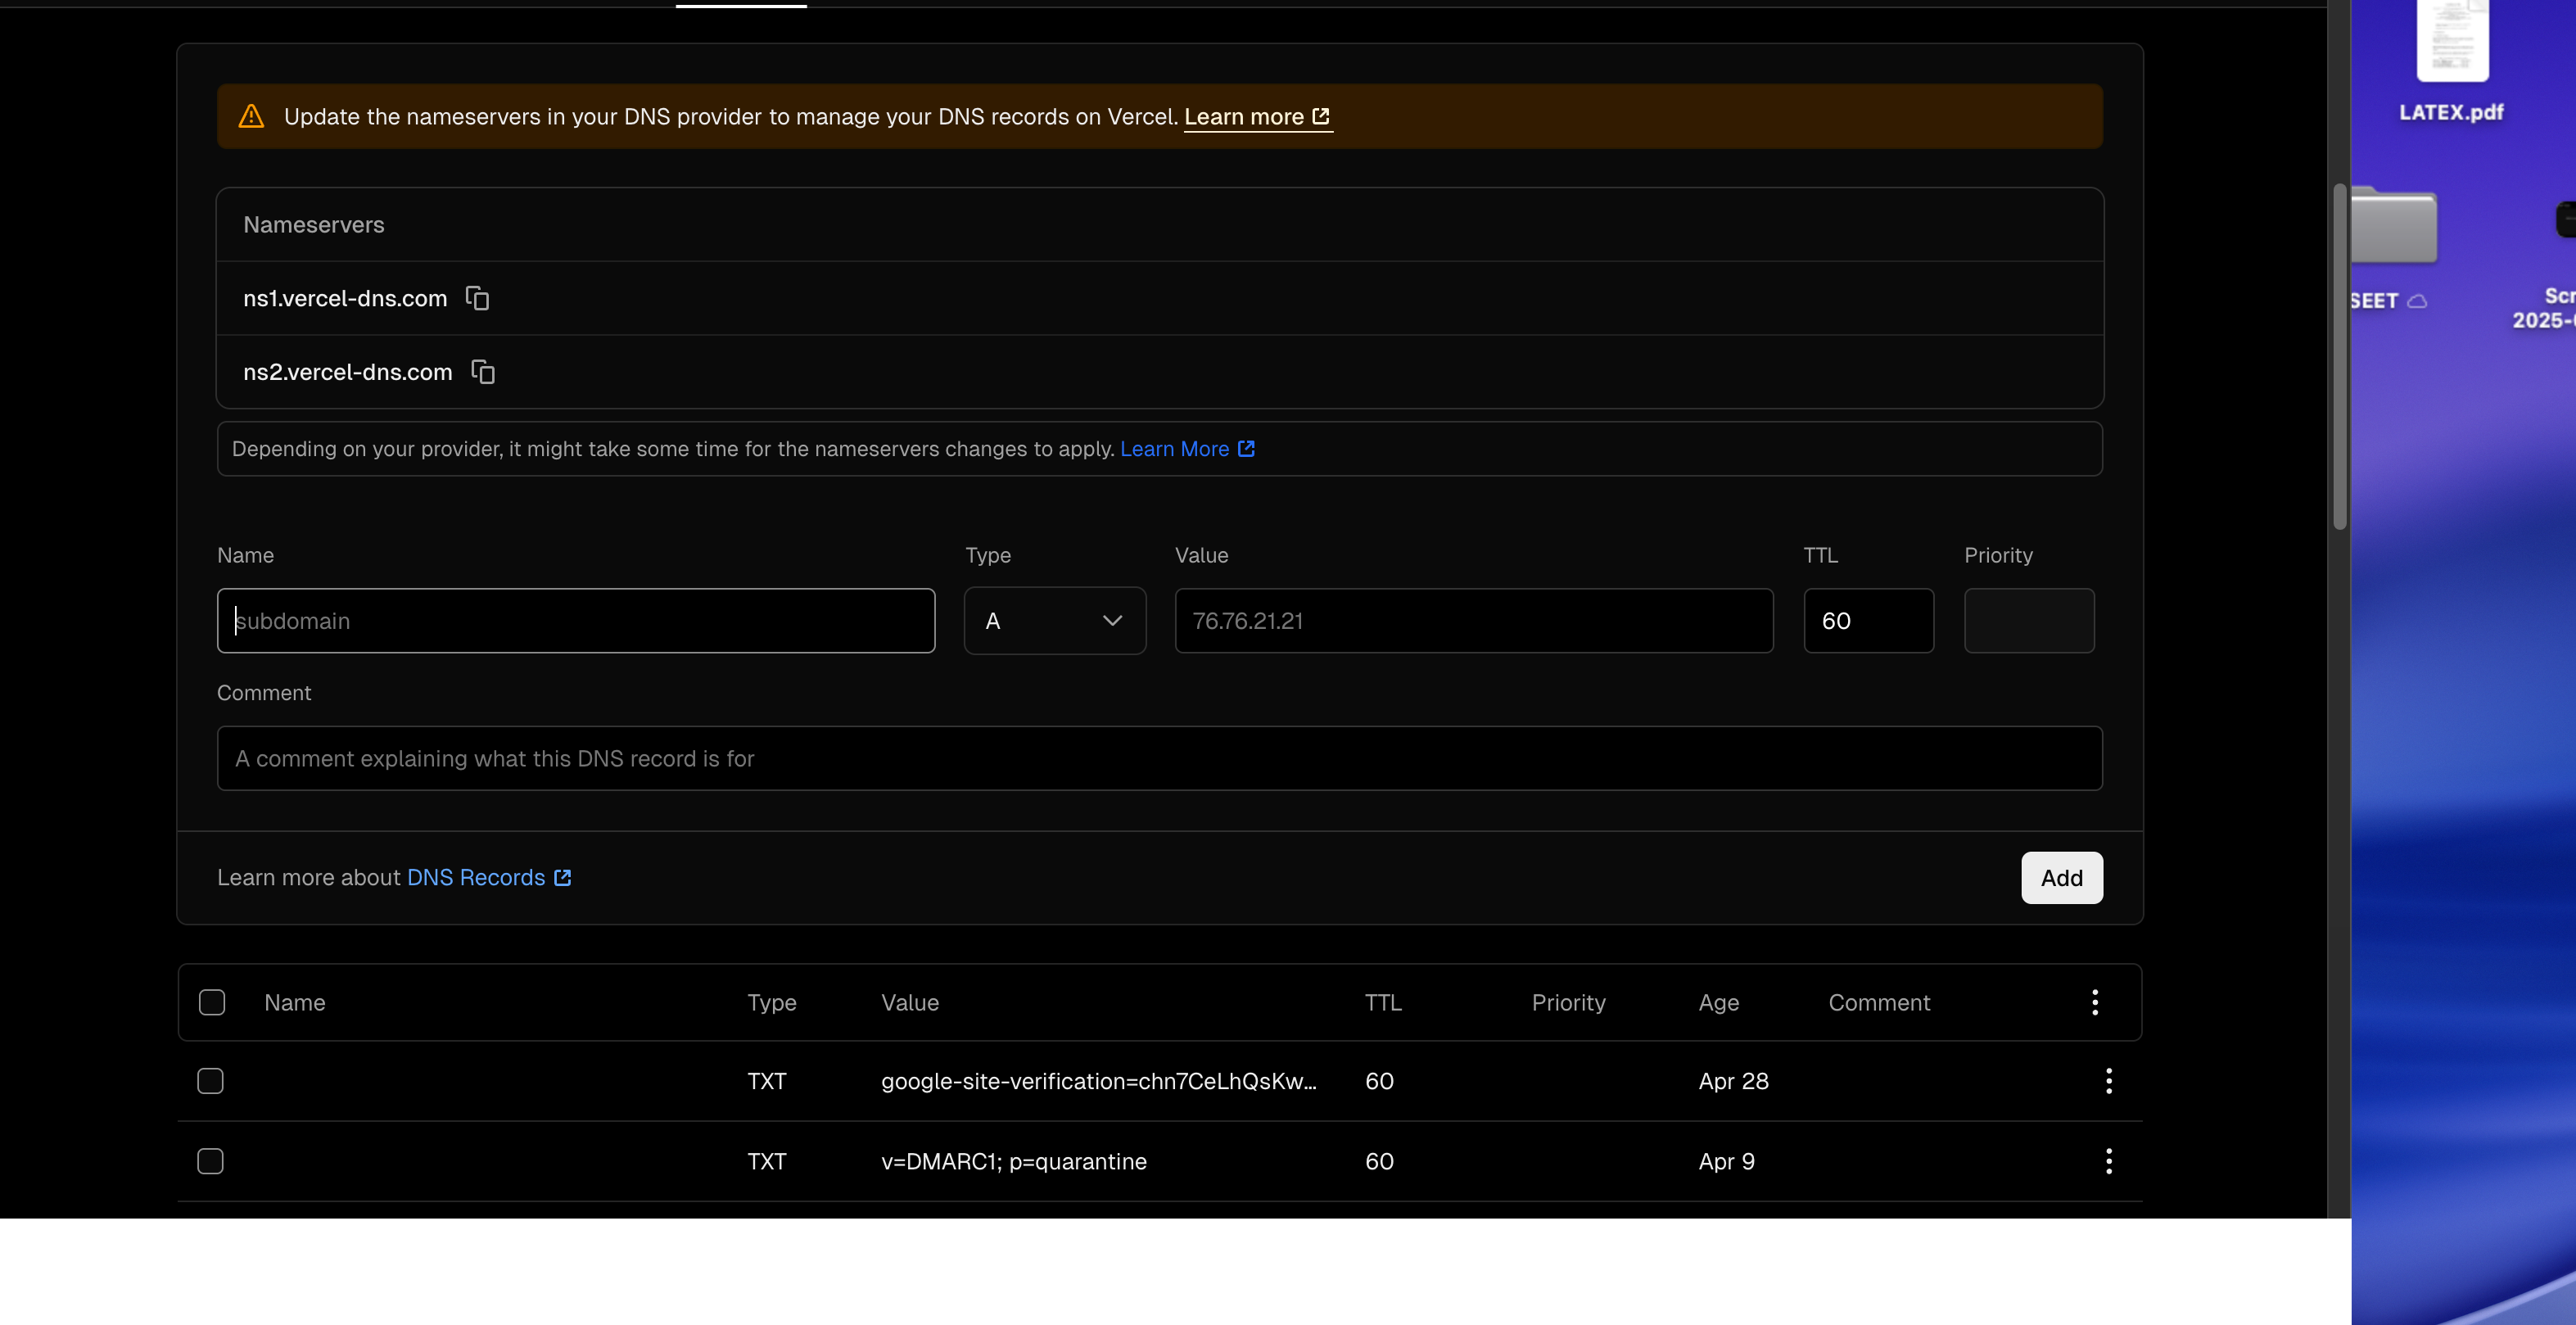 LATEX.pdf
Update the nameservers in your DNS provider to manage your DNS records on Vercel. Learn more
Nameservers
ns1.vercel-dns.com
ns2.vercel-dns.com
SEET
Scr
2025-
Depending on your provider, it might take some time for the nameservers changes to apply. Learn More
Name Type Value TTL Priority
subdomain A 76.76.21.21 60
Comment
A comment explaining what this DNS record is for
Learn more about DNS Records
Add
Name Type Value TTL Priority Age Comment
TXT google-site-verification=chn7CeLhQsKw... 60 Apr 28
TXT v=DMARC1; p=quarantine 60 Apr 9